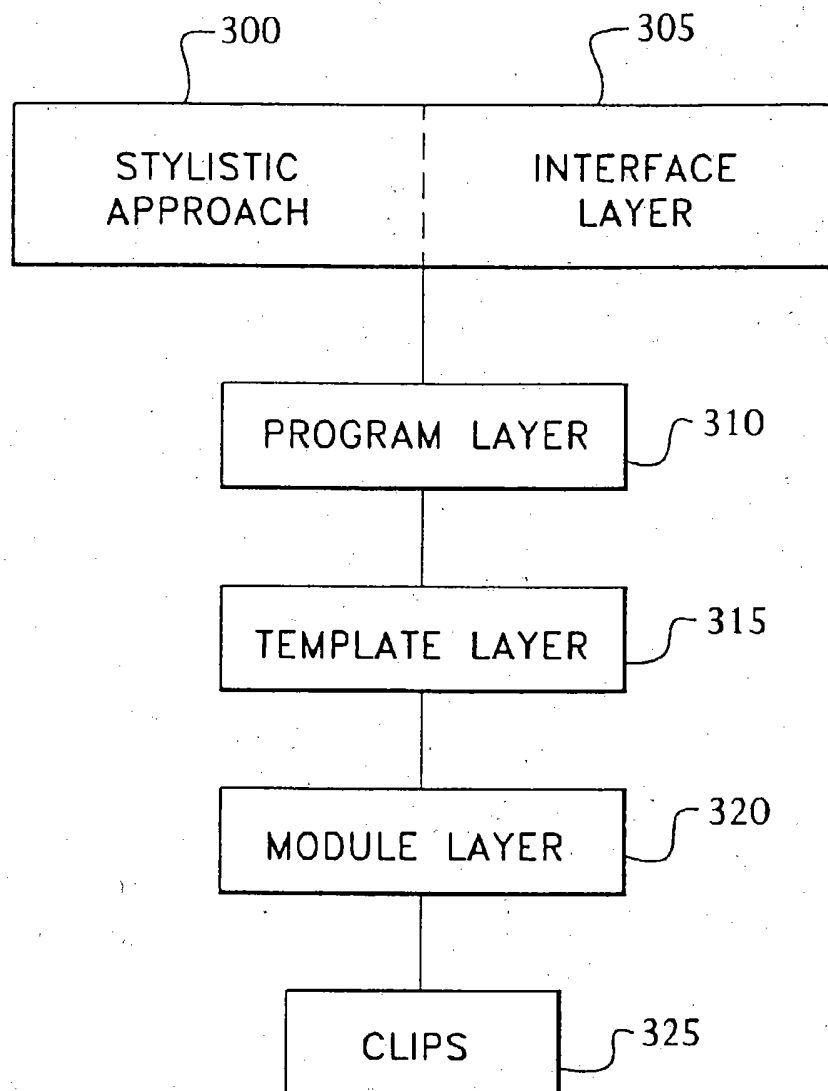 300
305
STYLISTIC
APPROACH
INTERFACE
LAYER
PROGRAM LAYER
310
TEMPLATE LAYER
315
MODULE LAYER
320
CLIPS
325